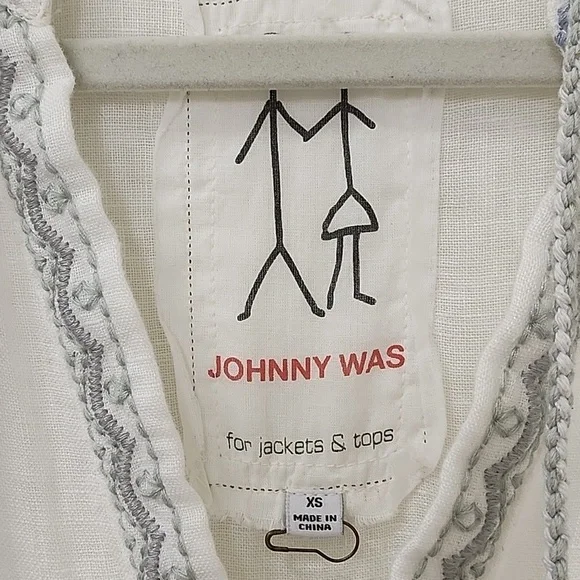 JOHNNY WAS
for jackets & tops
XS
MADE IN
CHINA